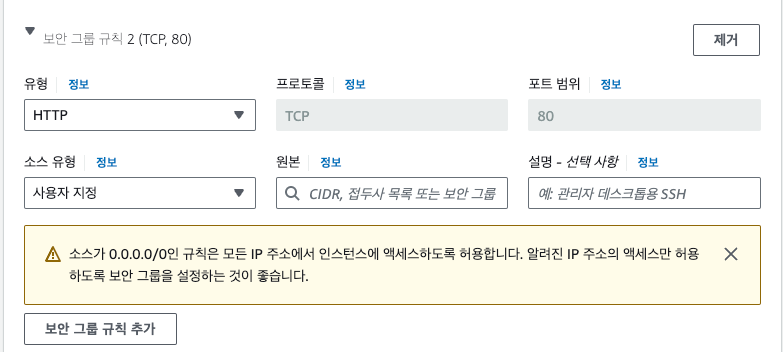 보안 그룹 규칙 2 (TCP, 80)
제거
유형 정보 프로토콜 정보 포트 범위 정보
HTTP TCP 80
소스 유형 정보 원본 정보 설명 - 선택 사항 정보
사용자 지정 CIDR, 접두사 목록 또는 보안 그룹 예: 관리자 데스크톱용 SSH
소스가 0.0.0.0/0인 규칙은 모든 IP 주소에서 인스턴스에 액세스하도록 허용합니다. 알려진 IP 주소의 액세스만 허용
하도록 보안 그룹을 설정하는 것이 좋습니다.
보안 그룹 규칙 추가